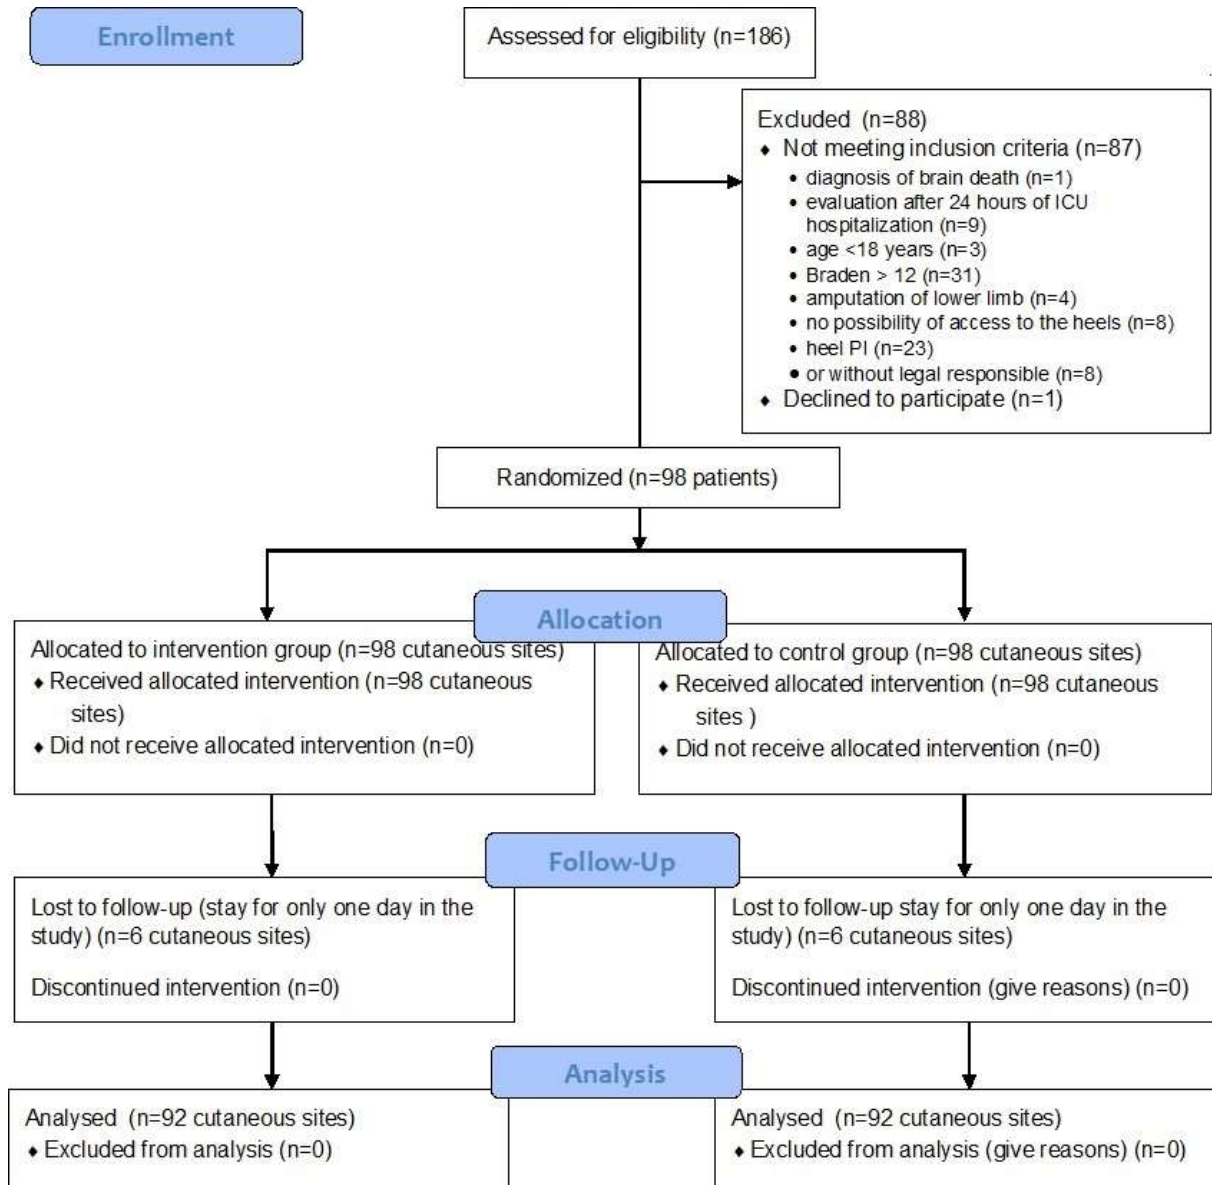 Enrollment
Assessed for eligibility (n=186)
Excluded (n=88)
♦ Not meeting inclusion criteria (n=87)
• diagnosis of brain death (n=1)
• evaluation after 24 hours of ICU
hospitalization (n=9)
• age <18 years (n=3)
• Braden > 12 (n=31)
• amputation of lower limb (n=4)
• no possibility of access to the heels (n=8)
• heel PI (n=23)
• or without legal responsible (n=8)
♦ Declined to participate (n=1)
Randomized (n=98 patients)
Allocation
Allocated to intervention group (n=98 cutaneous sites)
♦ Received allocated intervention (n=98 cutaneous
sites)
♦ Did not receive allocated intervention (n=0)
Allocated to control group (n=98 cutaneous sites)
♦ Received allocated intervention (n=98 cutaneous
sites )
♦ Did not receive allocated intervention (n=0)
Follow-Up
Lost to follow-up (stay for only one day in the
study) (n=6 cutaneous sites)
Discontinued intervention (n=0)
Lost to follow-up stay for only one day in the
study) (n=6 cutaneous sites)
Discontinued intervention (give reasons) (n=0)
Analysis
Analysed (n=92 cutaneous sites)
♦ Excluded from analysis (n=0)
Analysed (n=92 cutaneous sites)
♦ Excluded from analysis (give reasons) (n=0)